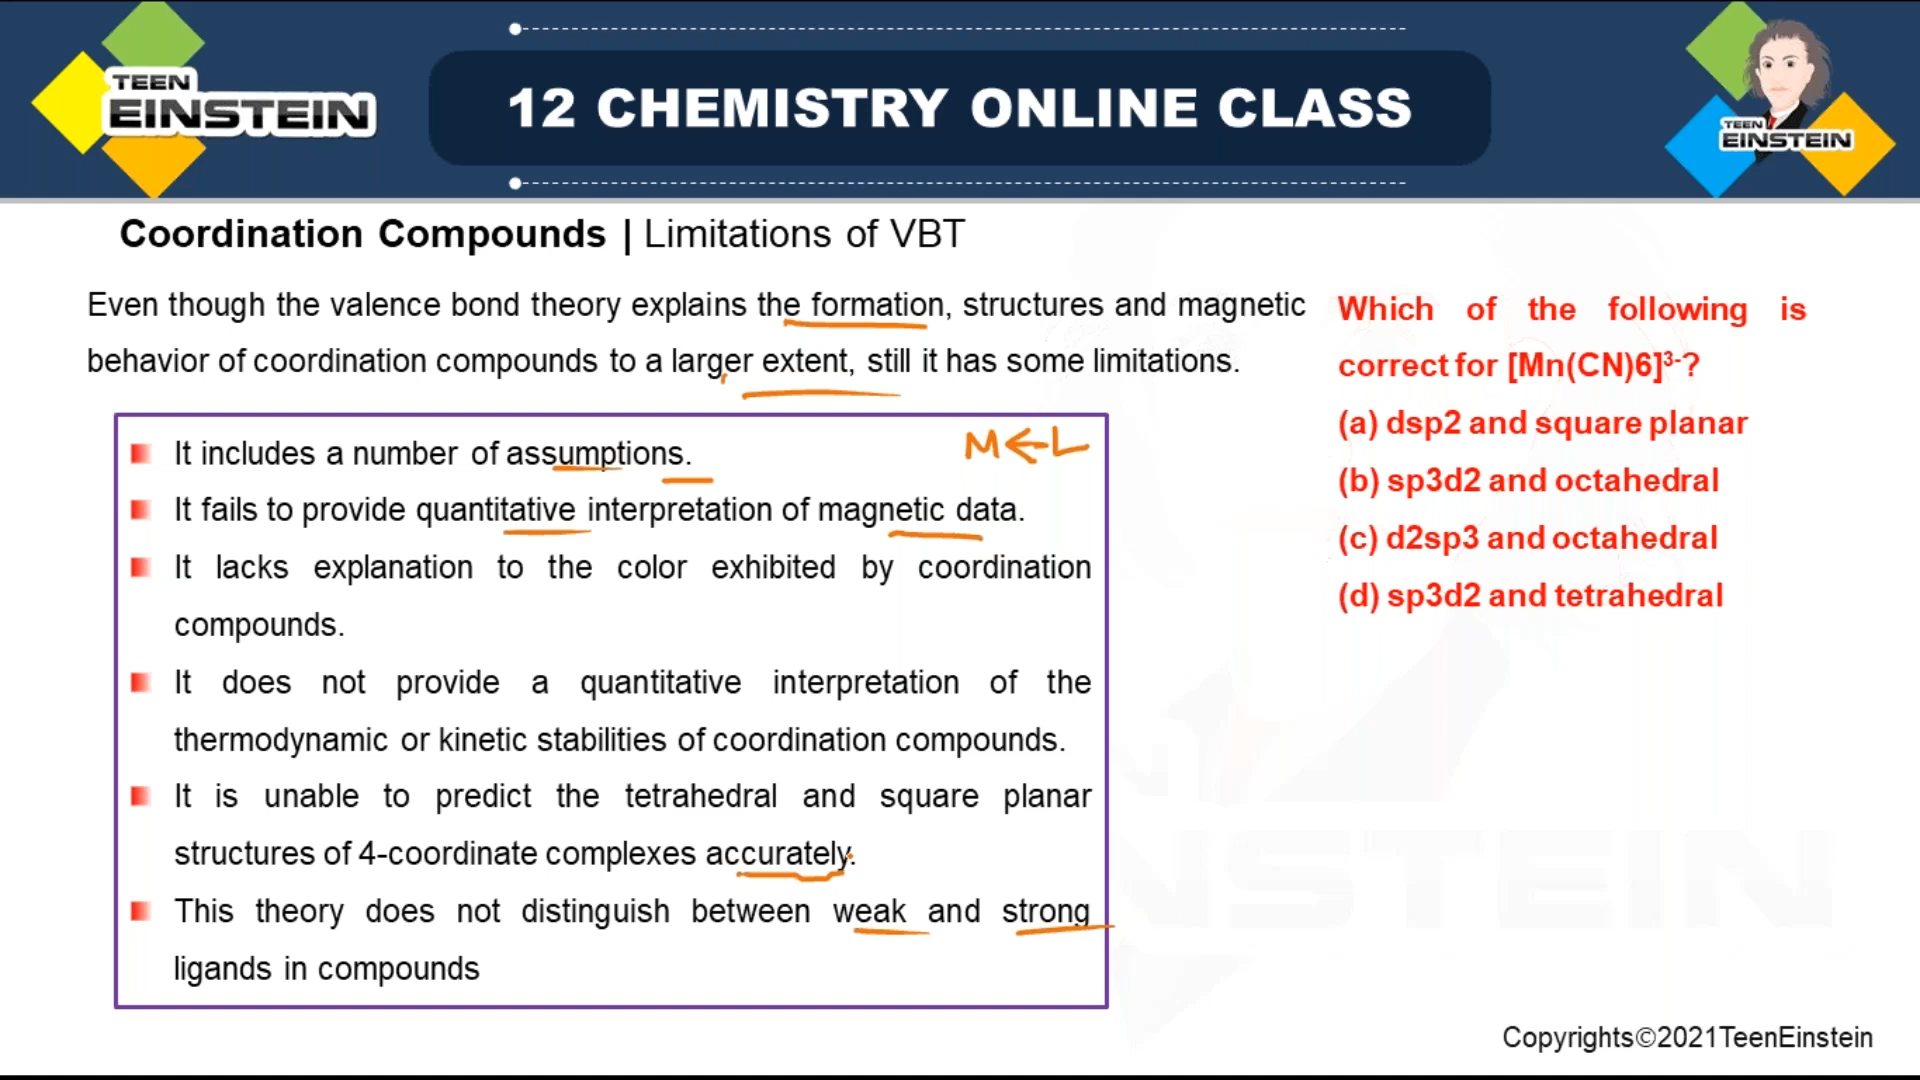 TEEN
EINSTEIN
12 CHEMISTRY ONLINE CLASS
TEEN
EINSTEIN
Coordination Compounds | Limitations of VBT
Even though the valence bond theory explains the formation, structures and magnetic
behavior of coordination compounds to a larger extent, still it has some limitations.
It includes a number of assumptions.
M←L
It fails to provide quantitative interpretation of magnetic data.
It lacks explanation to the color exhibited by coordination
compounds.
It does not provide a quantitative interpretation of the
thermodynamic or kinetic stabilities of coordination compounds.
It is unable to predict the tetrahedral and square planar
structures of 4-coordinate complexes accurately.
This theory does not distinguish between weak and strong
ligands in compounds
Which of the following is
correct for [Mn(CN)6]³⁻?
(a) dsp2 and square planar
(b) sp3d2 and octahedral
(c) d2sp3 and octahedral
(d) sp3d2 and tetrahedral
EINSTEIN
Copyrights©2021TeenEinstein